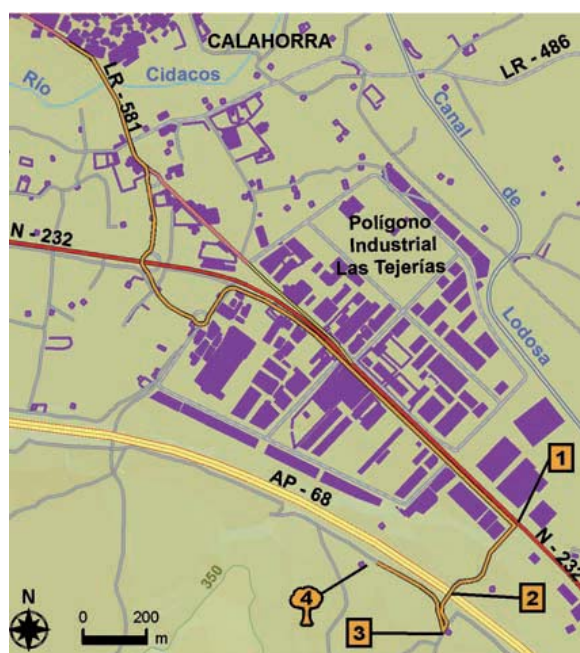 CALAHORRA
LR - 486
Río
Cidacos
LR - 581
Canal
de
Lodosa
N - 232
Polígono
Industrial
Las Tejerías
1
AP - 68
N - 232
350
4
2
3
N
0 200
m